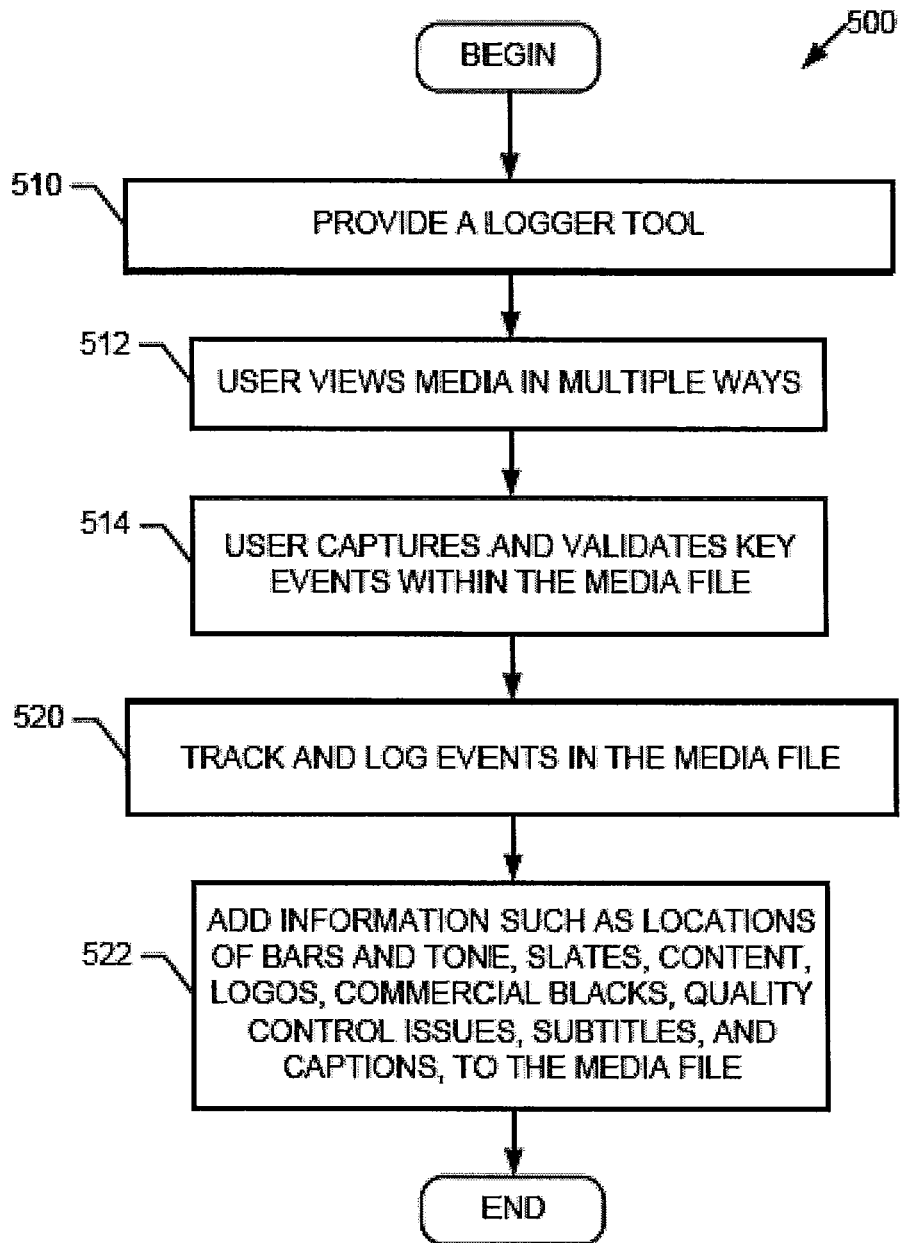 500
BEGIN
510
PROVIDE A LOGGER TOOL
512
USER VIEWS MEDIA IN MULTIPLE WAYS
514
USER CAPTURES AND VALIDATES KEY
EVENTS WITHIN THE MEDIA FILE
520
TRACK AND LOG EVENTS IN THE MEDIA FILE
522
ADD INFORMATION SUCH AS LOCATIONS
OF BARS AND TONE, SLATES, CONTENT,
LOGOS, COMMERCIAL BLACKS, QUALITY
CONTROL ISSUES, SUBTITLES, AND
CAPTIONS, TO THE MEDIA FILE
END